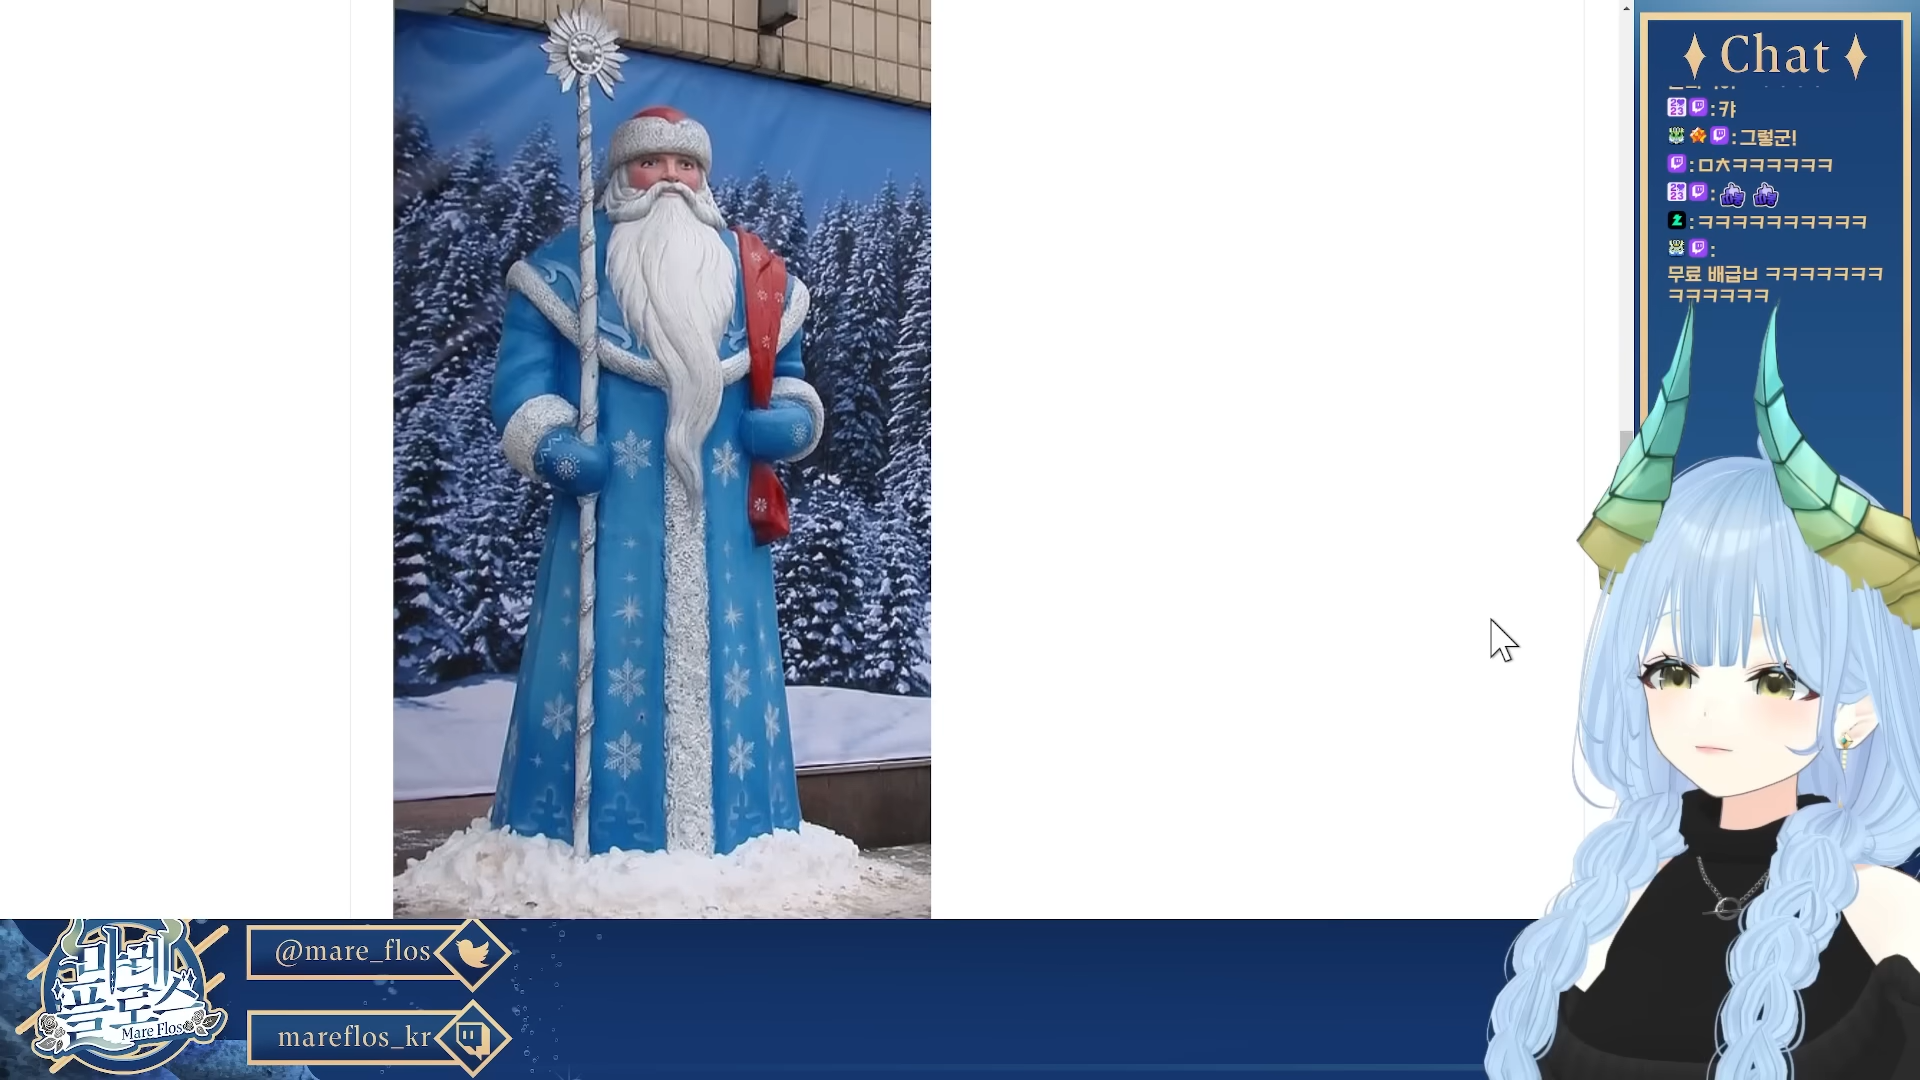 Chat
: 캬
: 그렇군!
: ㅁㅊㅋㅋㅋㅋㅋㅋ
:
: ㅋㅋㅋㅋㅋㅋㅋㅋㅋㅋ
:
무료 배급ㅂ ㅋㅋㅋㅋㅋㅋㅋ
ㅋㅋㅋㅋㅋㅋ
@mare_flos
mareflos_kr
마레
플로스
Mare Flos